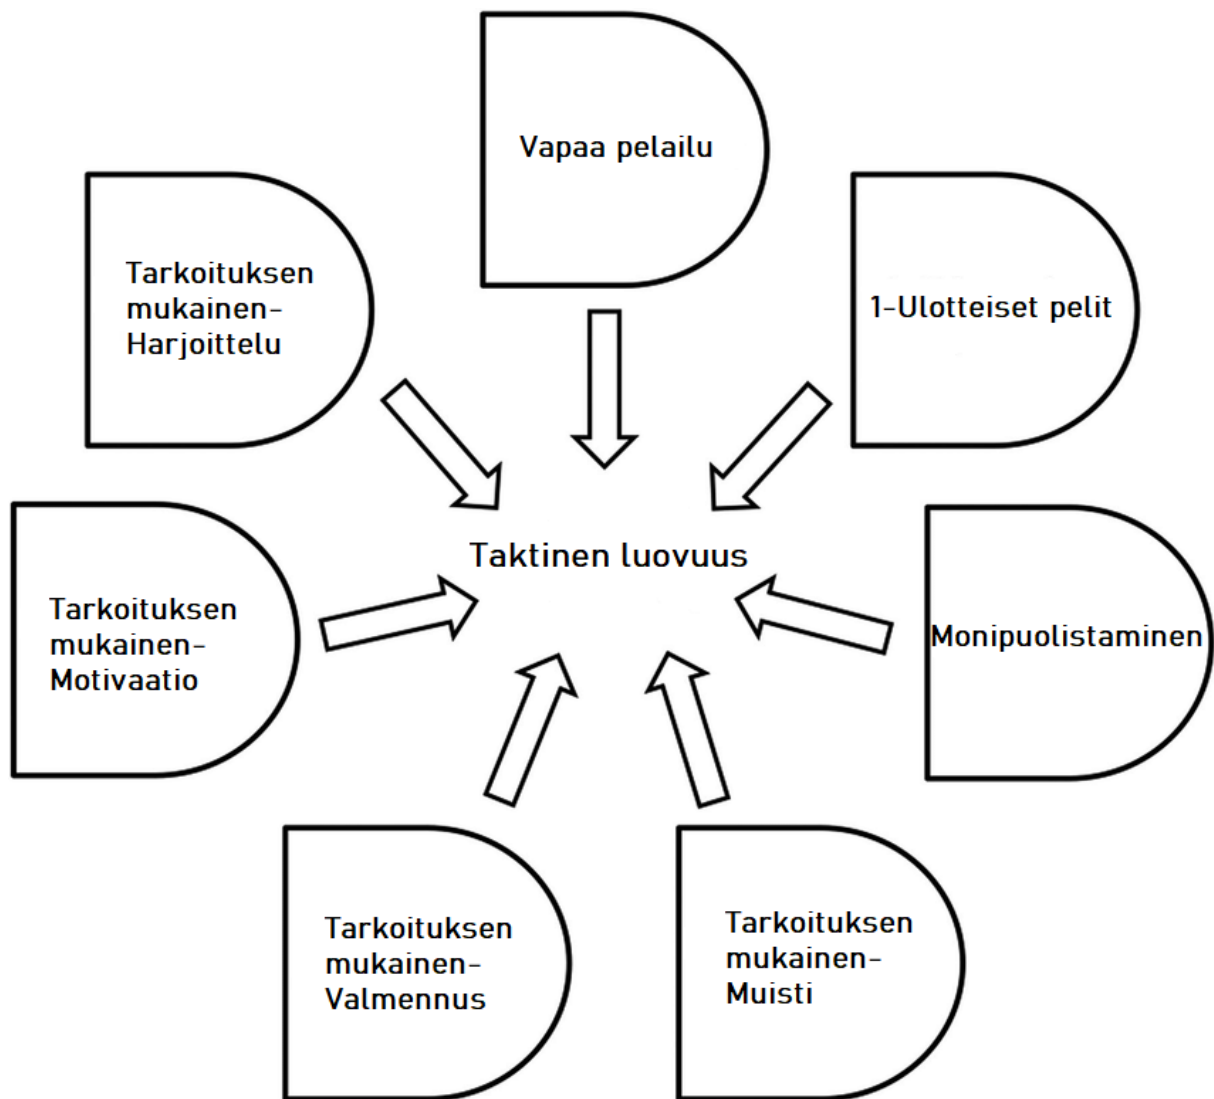 Vapaa pelailu
Tarkoituksen
mukainen-
Harjoittelu
1-Ulotteiset pelit
Taktinen luovuus
Tarkoituksen
mukainen-
Motivaatio
Monipuolistaminen
Tarkoituksen
mukainen-
Valmennus
Tarkoituksen
mukainen-
Muisti